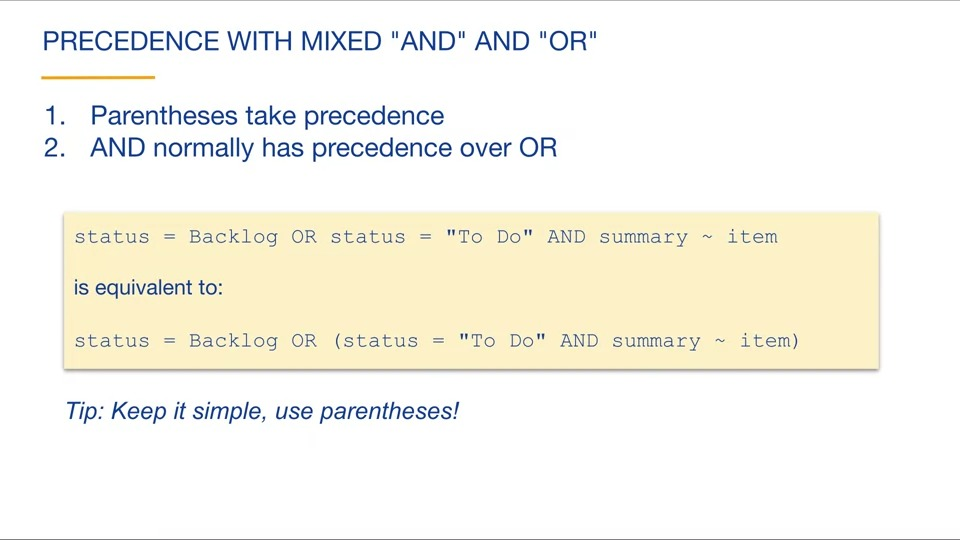 PRECEDENCE WITH MIXED "AND" AND "OR"
1. Parentheses take precedence
2. AND normally has precedence over OR
status = Backlog OR status = "To Do" AND summary ~ item
is equivalent to:
status = Backlog OR (status = "To Do" AND summary ~ item)
Tip: Keep it simple, use parentheses!